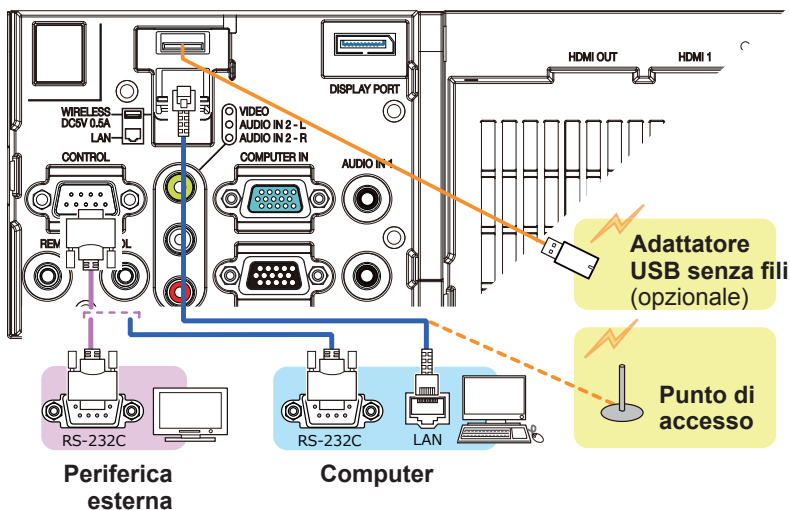 HDMI OUT
HDMI 1
DISPLAY PORT
WIRELESS
DC5V 0.5A
LAN
VIDEO
AUDIO IN 2 - L
AUDIO IN 2 - R
CONTROL
COMPUTER IN
AUDIO IN 1
Adattatore
USB senza fili
(opzionale)
Punto di
accesso
RS-232C
RS-232C
LAN
Periferica
esterna
Computer